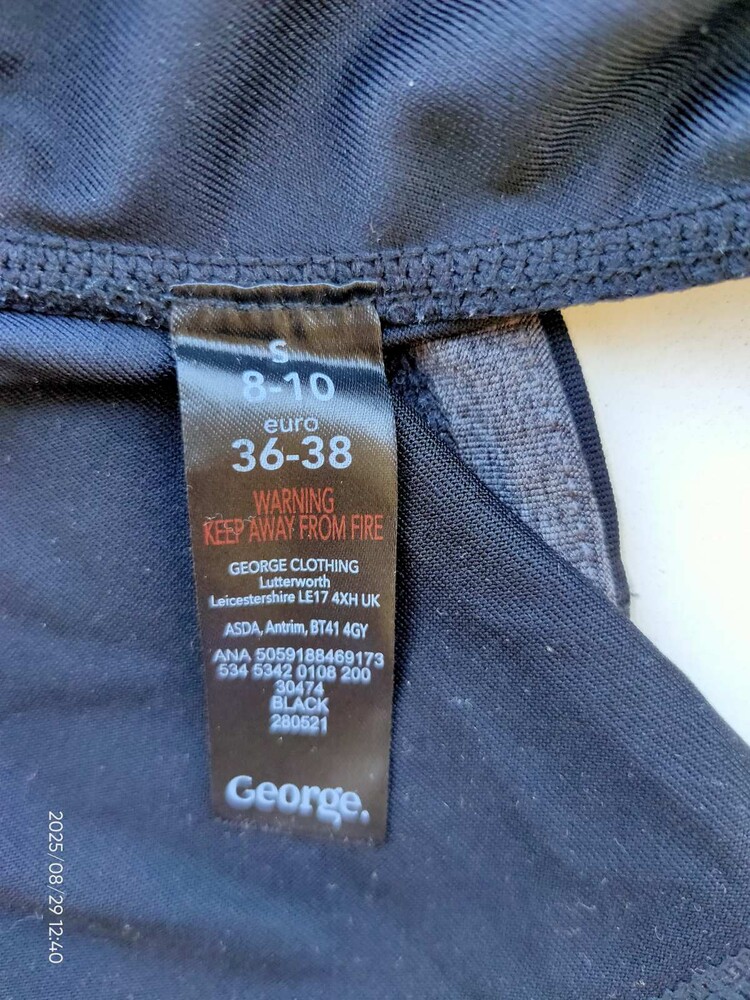 S
8-10
euro
36-38
WARNING
KEEP AWAY FROM FIRE
GEORGE CLOTHING
Lutterworth
Leicestershire LE17 4XH UK
ASDA, Antrim, BT41 4GY
ANA 5059188469173
534 5342 0108 200
30474
BLACK
280521
George.
2025/08/29 12:40